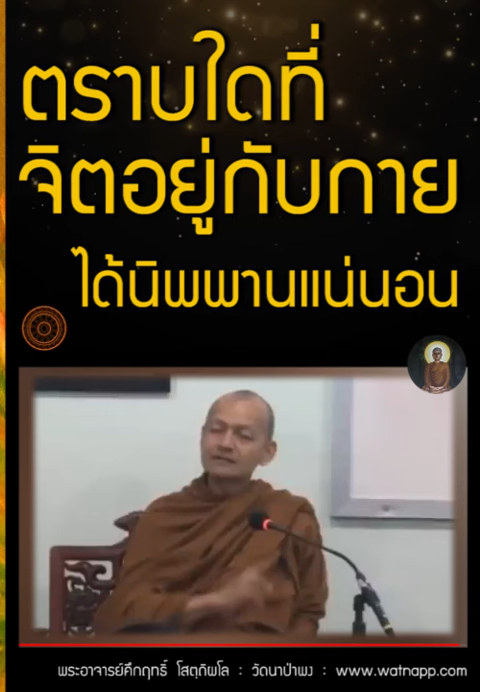 ตราบใดที่
จิตอยู่กับกาย
ได้นิพพานแน่นอน
พระอาจารย์คึกฤทธิ์ โสตฺถิผโล : วัดนาป่าพง : www.watnapp.com